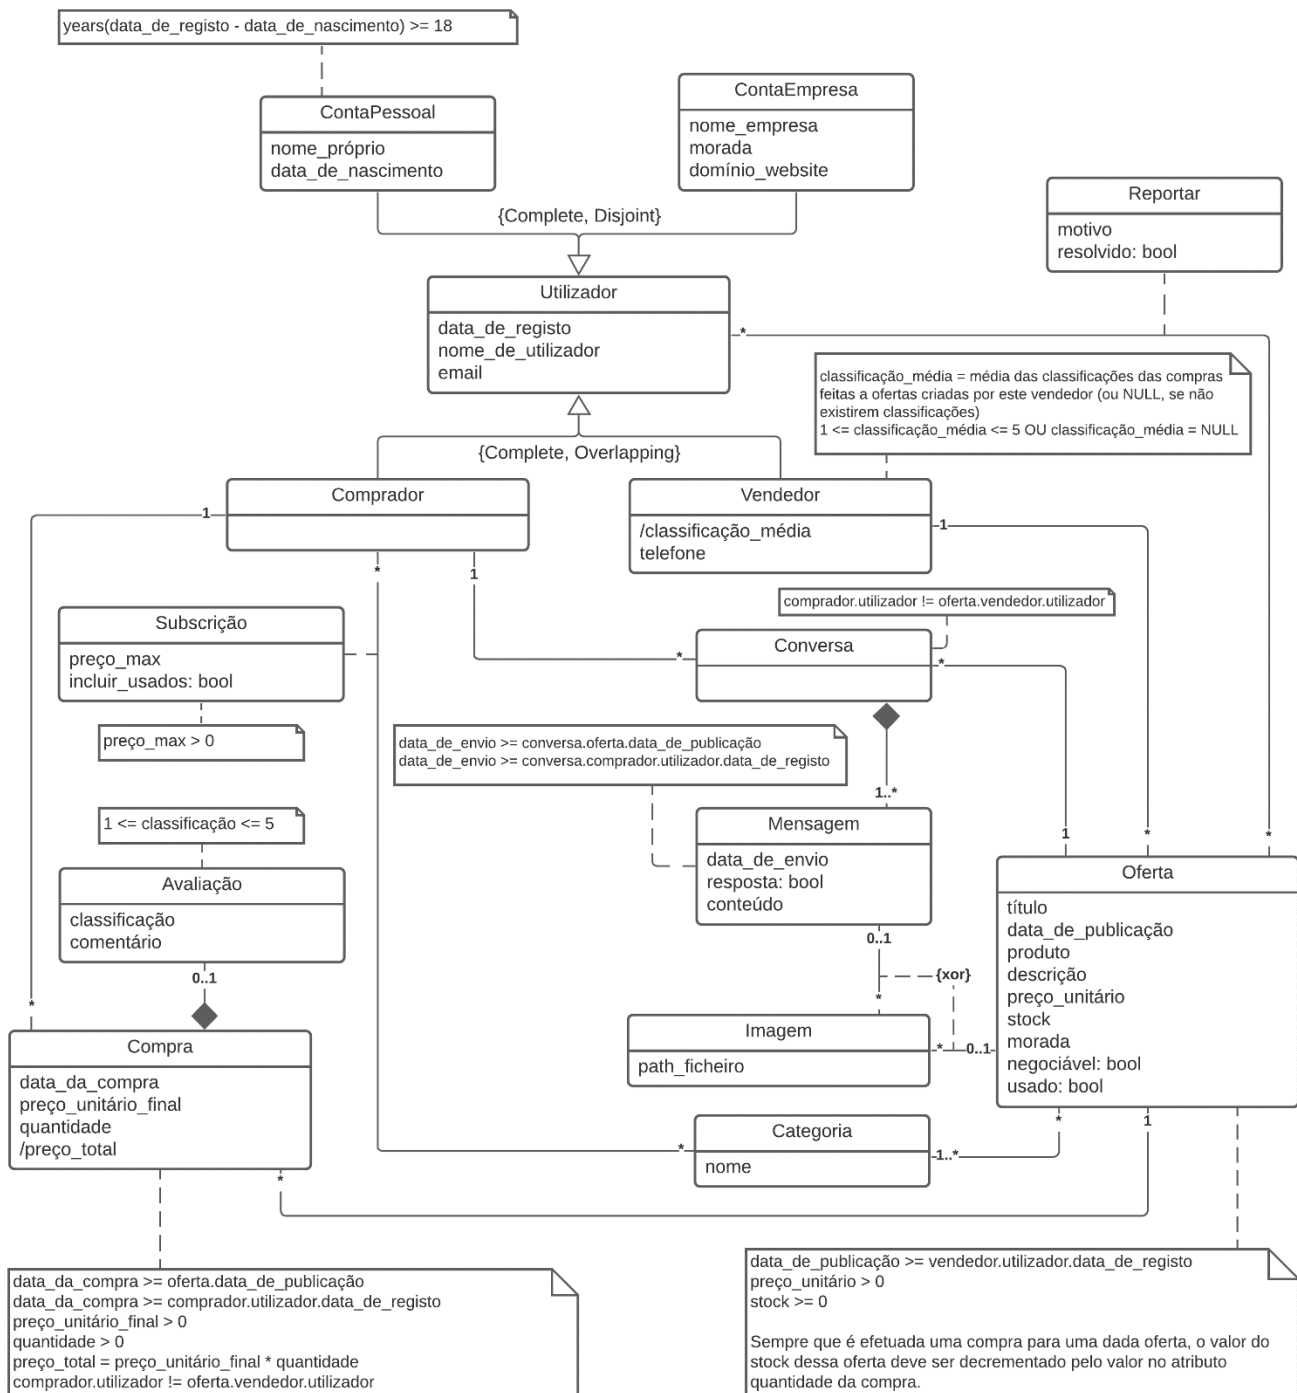 years(data_de_registo - data_de_nascimento) >= 18
ContaPessoal
nome_próprio
data_de_nascimento
ContaEmpresa
nome_empresa
morada
domínio_website
{Complete, Disjoint}
Reportar
motivo
resolvido: bool
Utilizador
data_de_registo
nome_de_utilizador
email
*
classificação_média = média das classificações das compras
feitas a ofertas criadas por este vendedor (ou NULL, se não
existirem classificações)
1 <= classificação_média <= 5 OU classificação_média = NULL
{Complete, Overlapping}
Comprador
1
*
1
Vendedor
/classificação_média
telefone
1
comprador.utilizador != oferta.vendedor.utilizador
Subscrição
preço_max
incluir_usados: bool
preço_max > 0
Conversa
*
*
data_de_envio >= conversa.oferta.data_de_publicação
data_de_envio >= conversa.comprador.utilizador.data_de_registo
1..*
1 <= classificação <= 5
Mensagem
data_de_envio
resposta: bool
conteúdo
0..1
1
*
*
Avaliação
classificação
comentário
0..1
Oferta
título
data_de_publicação
produto
descrição
preço_unitário
stock
morada
negociável: bool
usado: bool
{xor}
*
*
Imagem
path_ficheiro
*
0..1
Compra
data_da_compra
preço_unitário_final
quantidade
/preço_total
*
Categoria
nome
*
1..*
*
1
data_da_compra >= oferta.data_de_publicação
data_da_compra >= comprador.utilizador.data_de_registo
preço_unitário_final > 0
quantidade > 0
preço_total = preço_unitário_final * quantidade
comprador.utilizador != oferta.vendedor.utilizador
data_de_publicação >= vendedor.utilizador.data_de_registo
preço_unitário > 0
stock >= 0
Sempre que é efetuada uma compra para uma dada oferta, o valor do
stock dessa oferta deve ser decrementado pelo valor no atributo
quantidade da compra.